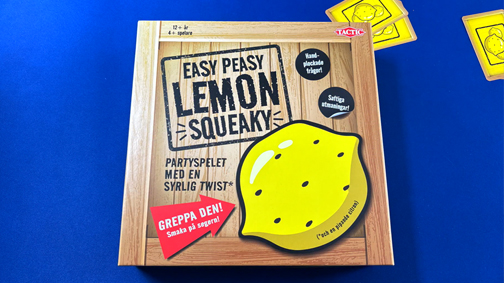 12+ år
4+ spelare
TACTIC
EASY PEASY
LEMON
SQUEAKY
Hand-
plockade
frågor!
Saftiga
utmaningar!
PARTYSPELET
MED EN
SYRLIG TWIST*
GREPPA DEN!
Smaka på segern!
(*och en pipande citrus)